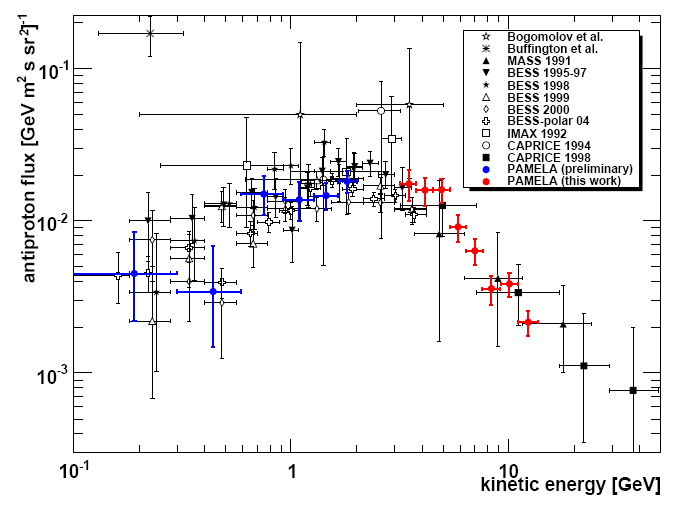 antiproton flux [GeV m² s sr²]⁻¹
10⁻¹
10⁻²
10⁻³
Bogomolov et al.
Buffington et al.
MASS 1991
BESS 1995-97
BESS 1998
BESS 1999
BESS 2000
BESS-polar 04
IMAX 1992
CAPRICE 1994
CAPRICE 1998
PAMELA (preliminary)
PAMELA (this work)
10⁻¹ 1 10
kinetic energy [GeV]